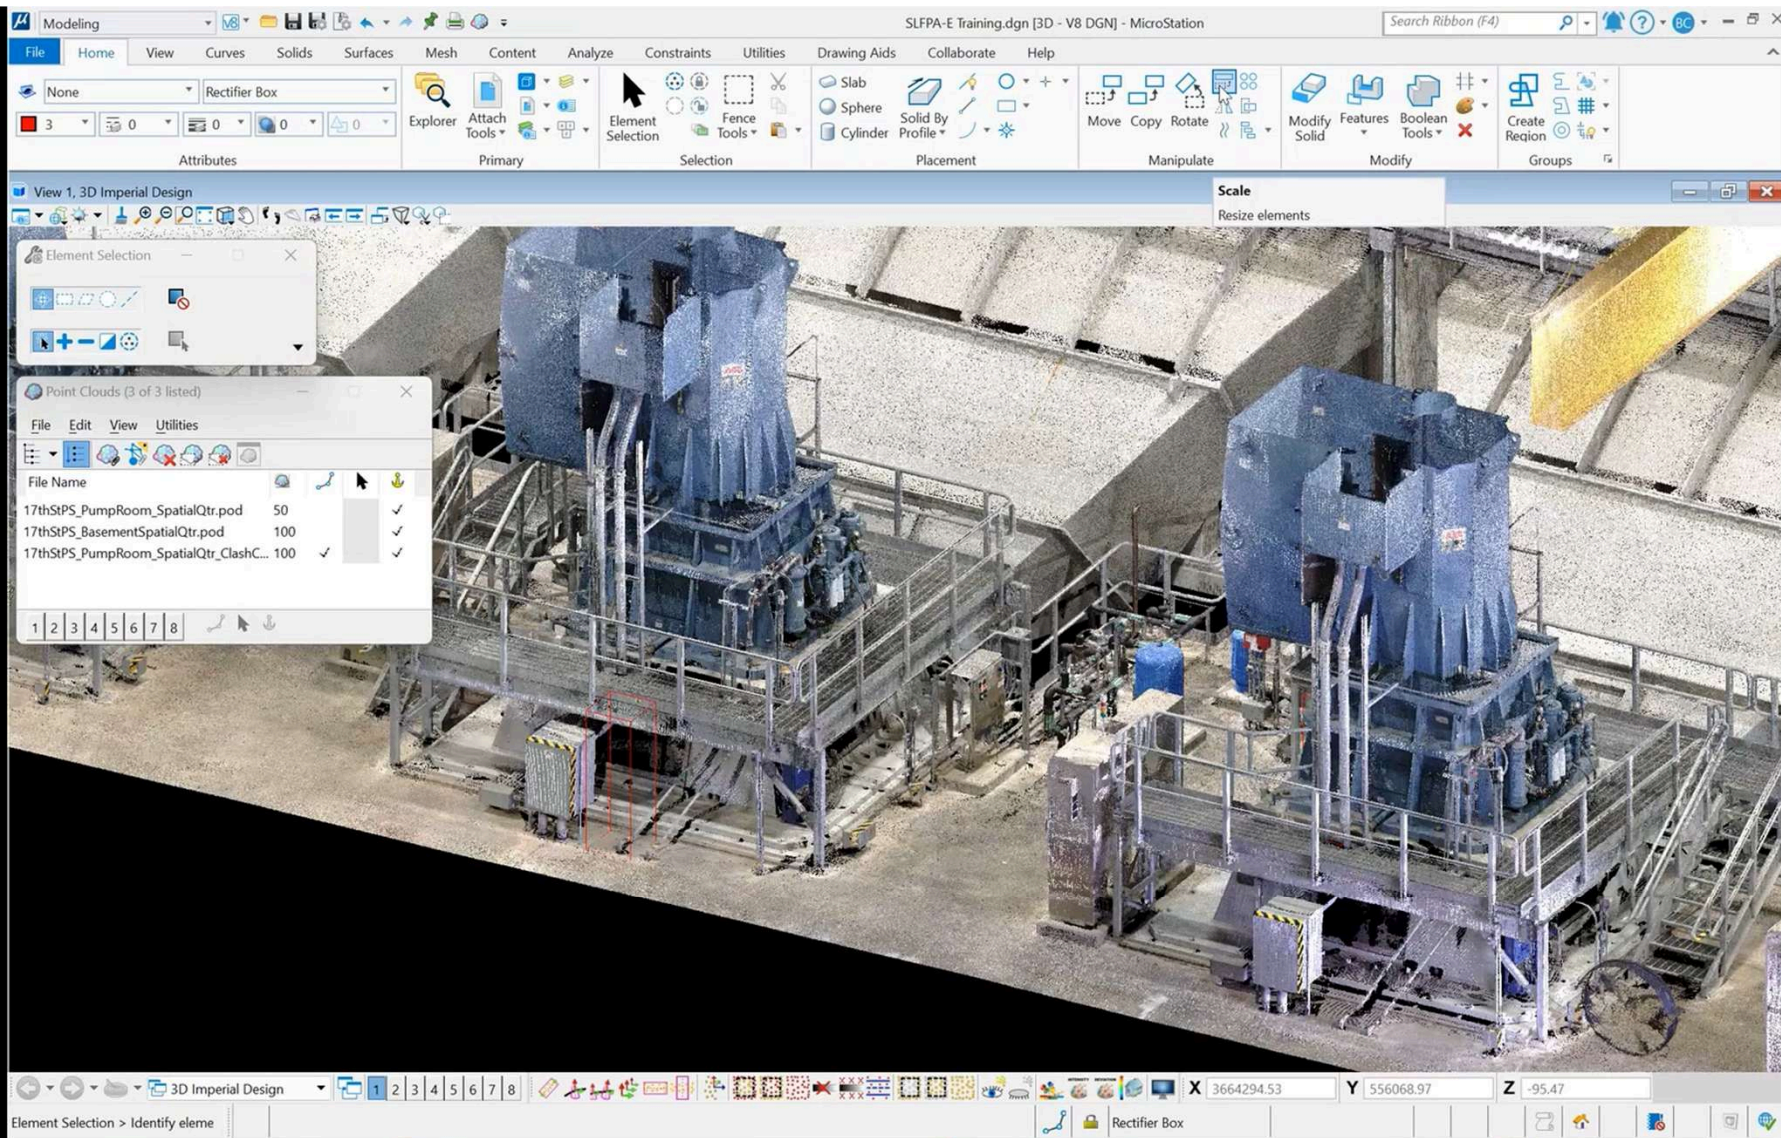 Modeling
SLFPA-E Training.dgn [3D - V8 DGN] - MicroStation
Search Ribbon (F4)
BC
File Home View Curves Solids Surfaces Mesh Content Analyze Constraints Utilities Drawing Aids Collaborate Help
None Rectifier Box
3 0 0 0 0
Attributes
Explorer
Attach Tools
Primary
Element Selection
Fence Tools
Selection
Slab
Sphere
Cylinder
Solid By Profile
Placement
Move Copy Rotate
Manipulate
Modify Solid
Features
Boolean Tools
Modify
Create Region
Groups
View 1, 3D Imperial Design
Scale
Resize elements
Element Selection
Point Clouds (3 of 3 listed)
File Edit View Utilities
File Name
17thStPS_PumpRoom_SpatialQtr.pod 50
17thStPS_BasementSpatialQtr.pod 100
17thStPS_PumpRoom_SpatialQtr_ClashC... 100
1 2 3 4 5 6 7 8
3D Imperial Design
1 2 3 4 5 6 7 8
X 3664294.53
Y 556068.97
Z -95.47
Element Selection > Identify eleme
Rectifier Box